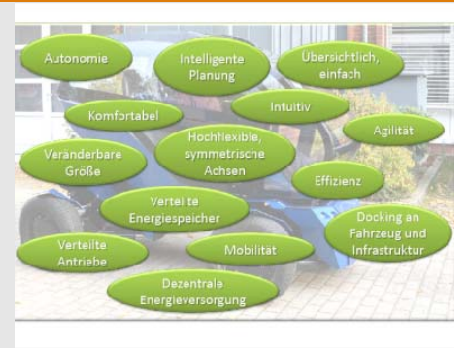 Autonomie
Intelligente
Planung
Übersichtlich,
einfach
Komfortabel
Intuitiv
Agilität
Hochflexible,
symmetrische
Achsen
Veränderbare
Größe
Effizienz
Verteilte
Energiespeicher
Docking an
Fahrzeug und
Infrastruktur
Verteilte
Antriebe
Mobilität
Dezentrale
Energieversorgung